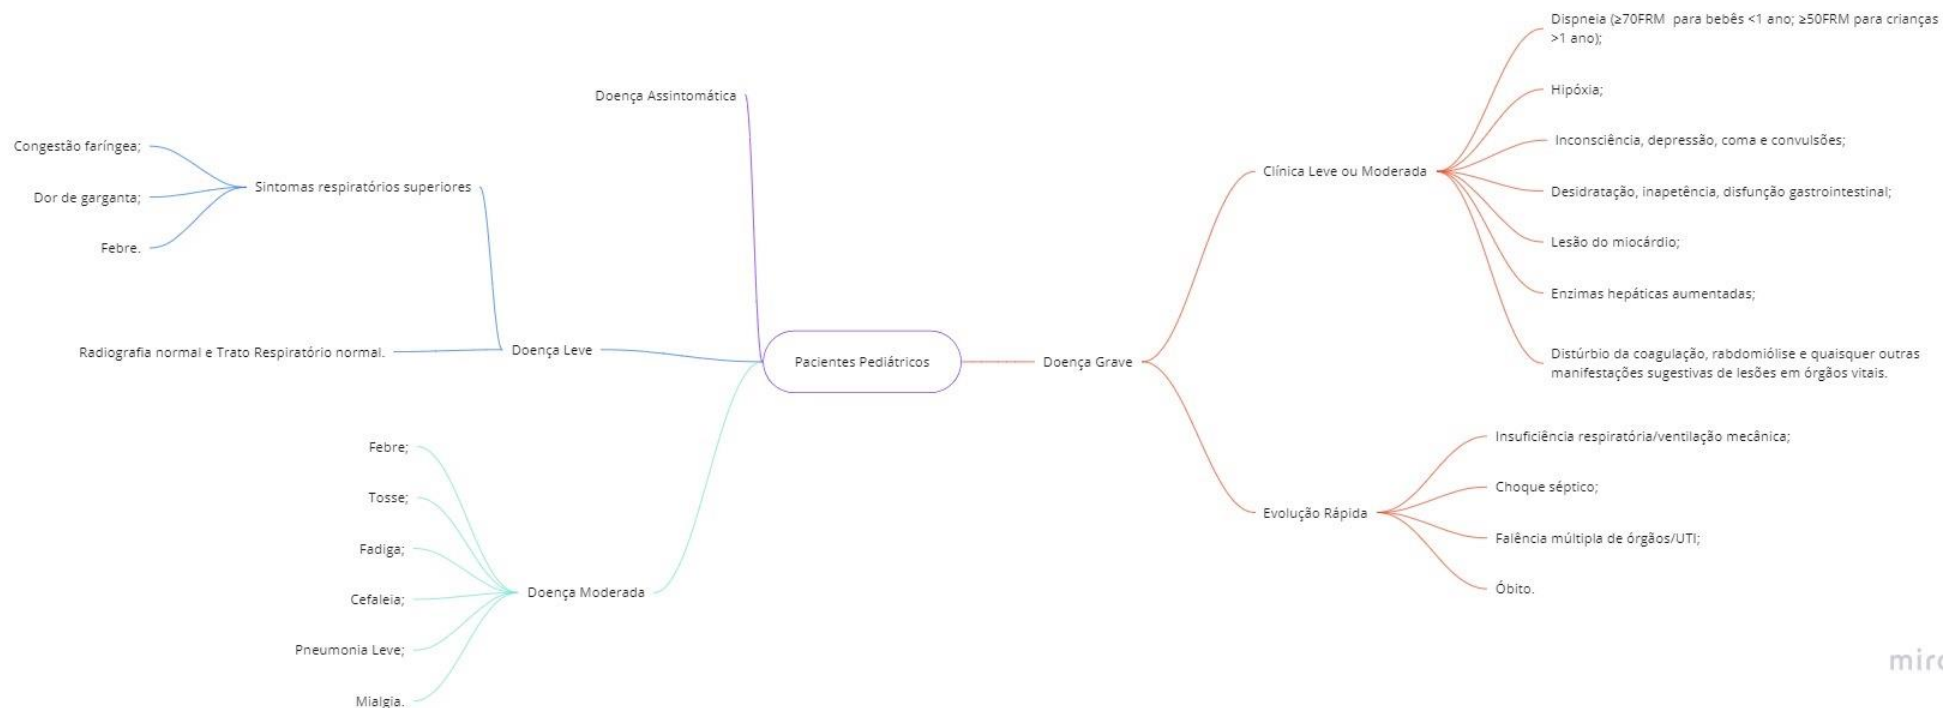 Pacientes Pediátricos
Doença Assintomática
Doença Leve
Sintomas respiratórios superiores
Congestão faríngea;
Dor de garganta;
Febre.
Radiografia normal e Trato Respiratório normal.
Doença Moderada
Febre;
Tosse;
Fadiga;
Cefaleia;
Pneumonia Leve;
Mialgia.
Doença Grave
Clínica Leve ou Moderada
Dispneia (≥70FRM para bebês <1 ano; ≥50FRM para crianças
>1 ano);
Hipóxia;
Inconsciência, depressão, coma e convulsões;
Desidratação, inapetência, disfunção gastrointestinal;
Lesão do miocárdio;
Enzimas hepáticas aumentadas;
Distúrbio da coagulação, rabdomiólise e quaisquer outras
manifestações sugestivas de lesões em órgãos vitais.
Evolução Rápida
Insuficiência respiratória/ventilação mecânica;
Choque séptico;
Falência múltipla de órgãos/UTI;
Óbito.
miro